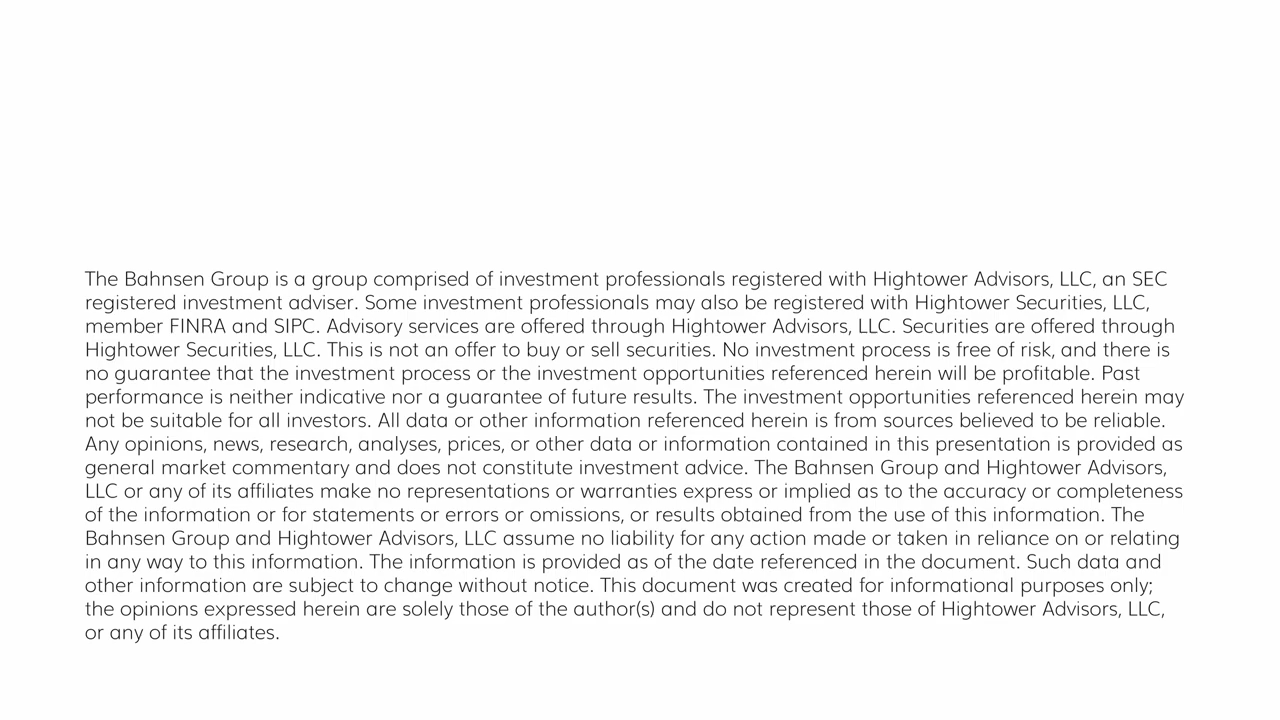 The Bahnsen Group is a group comprised of investment professionals registered with Hightower Advisors, LLC, an SEC
registered investment adviser. Some investment professionals may also be registered with Hightower Securities, LLC,
member FINRA and SIPC. Advisory services are offered through Hightower Advisors, LLC. Securities are offered through
Hightower Securities, LLC. This is not an offer to buy or sell securities. No investment process is free of risk, and there is
no guarantee that the investment process or the investment opportunities referenced herein will be profitable. Past
performance is neither indicative nor a guarantee of future results. The investment opportunities referenced herein may
not be suitable for all investors. All data or other information referenced herein is from sources believed to be reliable.
Any opinions, news, research, analyses, prices, or other data or information contained in this presentation is provided as
general market commentary and does not constitute investment advice. The Bahnsen Group and Hightower Advisors,
LLC or any of its affiliates make no representations or warranties express or implied as to the accuracy or completeness
of the information or for statements or errors or omissions, or results obtained from the use of this information. The
Bahnsen Group and Hightower Advisors, LLC assume no liability for any action made or taken in reliance on or relating
in any way to this information. The information is provided as of the date referenced in the document. Such data and
other information are subject to change without notice. This document was created for informational purposes only;
the opinions expressed herein are solely those of the author(s) and do not represent those of Hightower Advisors, LLC,
or any of its affiliates.